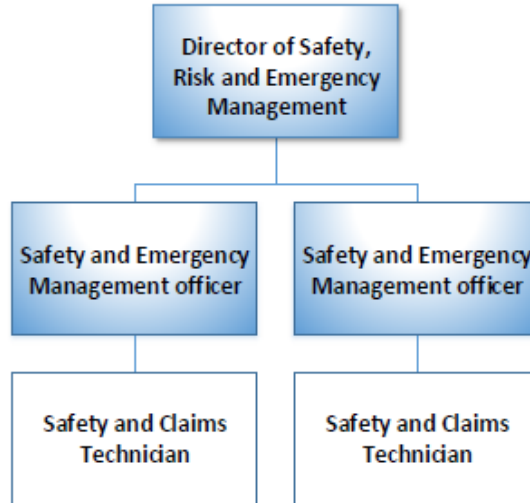 Director of Safety,
Risk and Emergency
Management
Safety and Emergency
Management officer
Safety and Emergency
Management officer
Safety and Claims
Technician
Safety and Claims
Technician